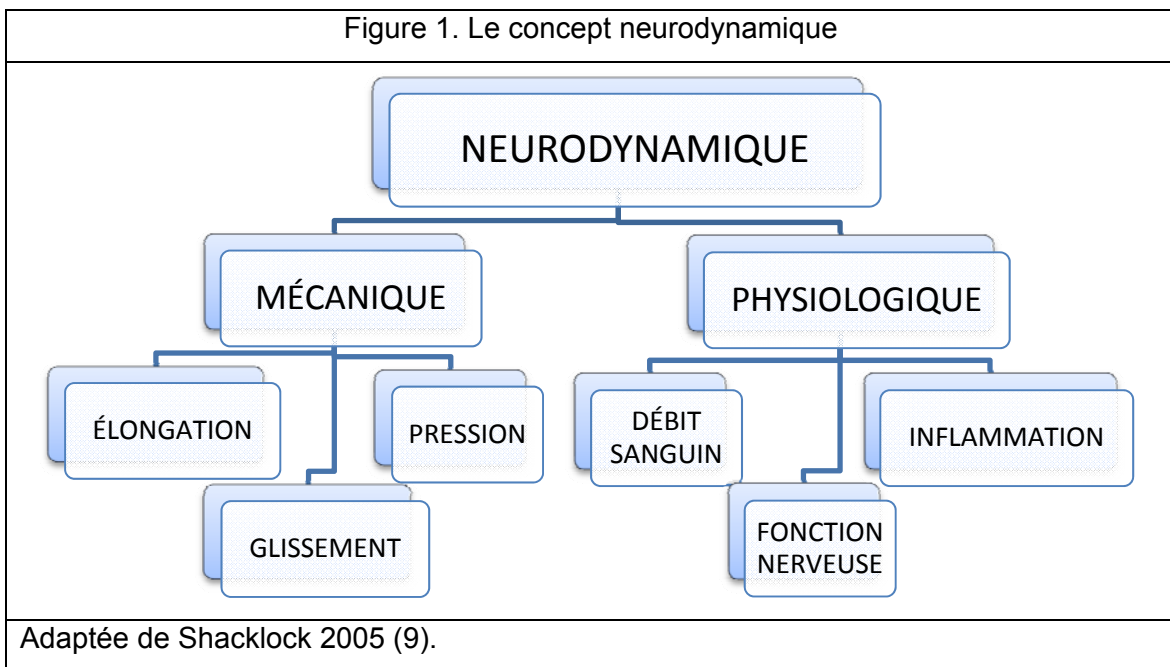 Figure 1. Le concept neurodynamique
NEURODYNAMIQUE
MÉCANIQUE
PHYSIOLOGIQUE
ÉLONGATION
PRESSION
GLISSEMENT
DÉBIT
SANGUIN
INFLAMMATION
FONCTION
NERVEUSE
Adaptée de Shacklock 2005 (9).